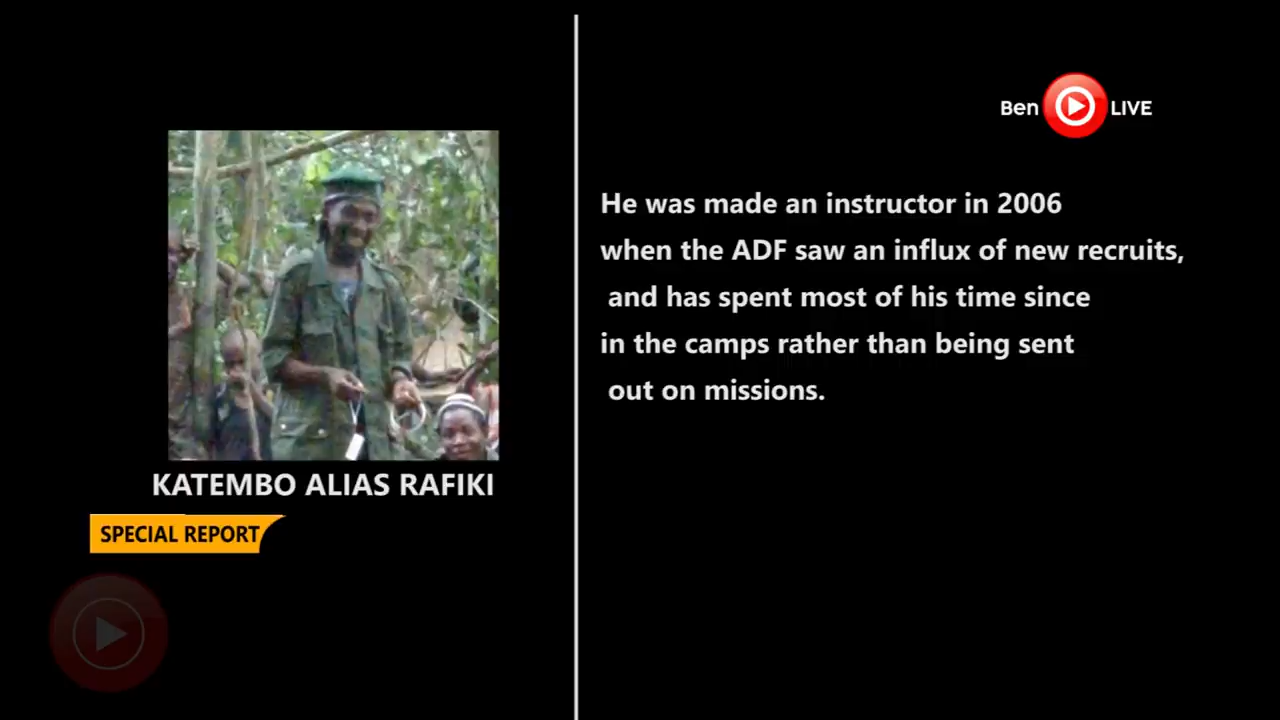 Ben LIVE
He was made an instructor in 2006
when the ADF saw an influx of new recruits,
and has spent most of his time since
in the camps rather than being sent
out on missions.
KATEMBO ALIAS RAFIKI
SPECIAL REPORT